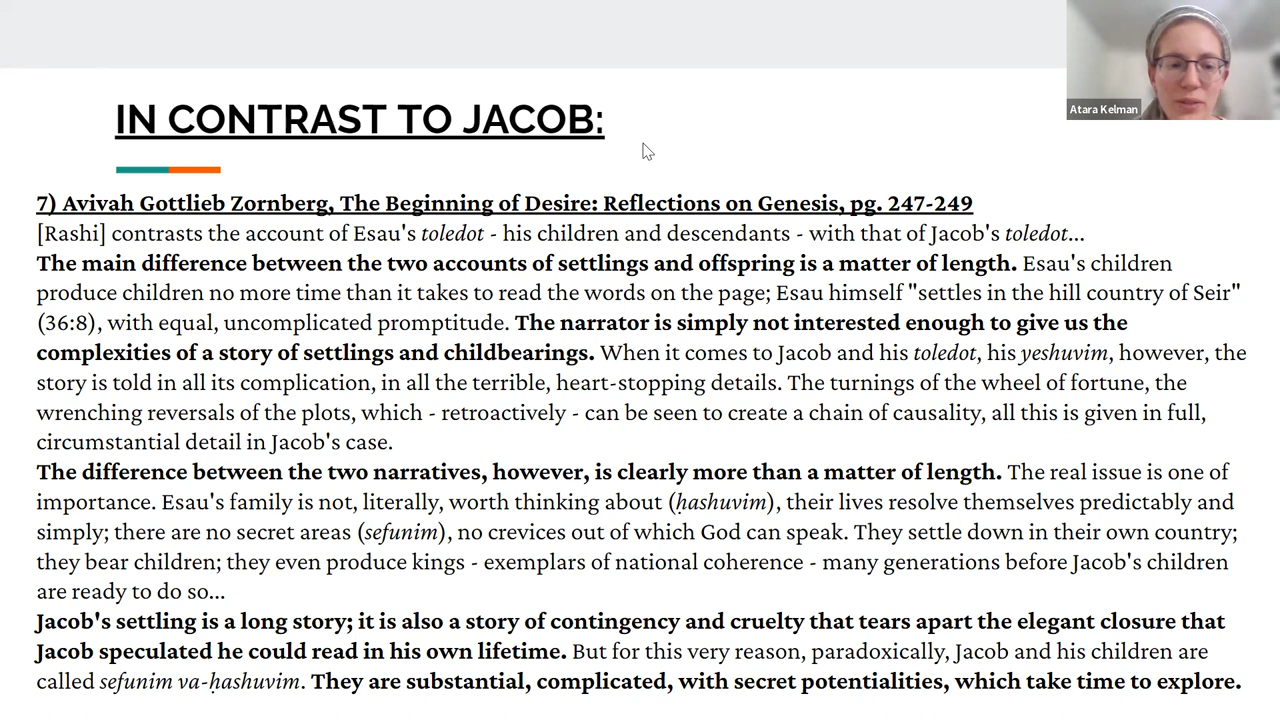 Atara Kelman
IN CONTRAST TO JACOB:
7) Avivah Gottlieb Zornberg, The Beginning of Desire: Reflections on Genesis, pg. 247-249
[Rashi] contrasts the account of Esau's toledot - his children and descendants - with that of Jacob's toledot...
The main difference between the two accounts of settlings and offspring is a matter of length. Esau's children
produce children no more time than it takes to read the words on the page; Esau himself "settles in the hill country of Seir"
(36:8), with equal, uncomplicated promptitude. The narrator is simply not interested enough to give us the
complexities of a story of settlings and childbearings. When it comes to Jacob and his toledot, his yeshuvim, however, the
story is told in all its complication, in all the terrible, heart-stopping details. The turnings of the wheel of fortune, the
wrenching reversals of the plots, which - retroactively - can be seen to create a chain of causality, all this is given in full,
circumstantial detail in Jacob's case.
The difference between the two narratives, however, is clearly more than a matter of length. The real issue is one of
importance. Esau's family is not, literally, worth thinking about (ḥashuvim), their lives resolve themselves predictably and
simply; there are no secret areas (sefunim), no crevices out of which God can speak. They settle down in their own country;
they bear children; they even produce kings - exemplars of national coherence - many generations before Jacob's children
are ready to do so...
Jacob's settling is a long story; it is also a story of contingency and cruelty that tears apart the elegant closure that
Jacob speculated he could read in his own lifetime. But for this very reason, paradoxically, Jacob and his children are
called sefunim va-ḥashuvim. They are substantial, complicated, with secret potentialities, which take time to explore.